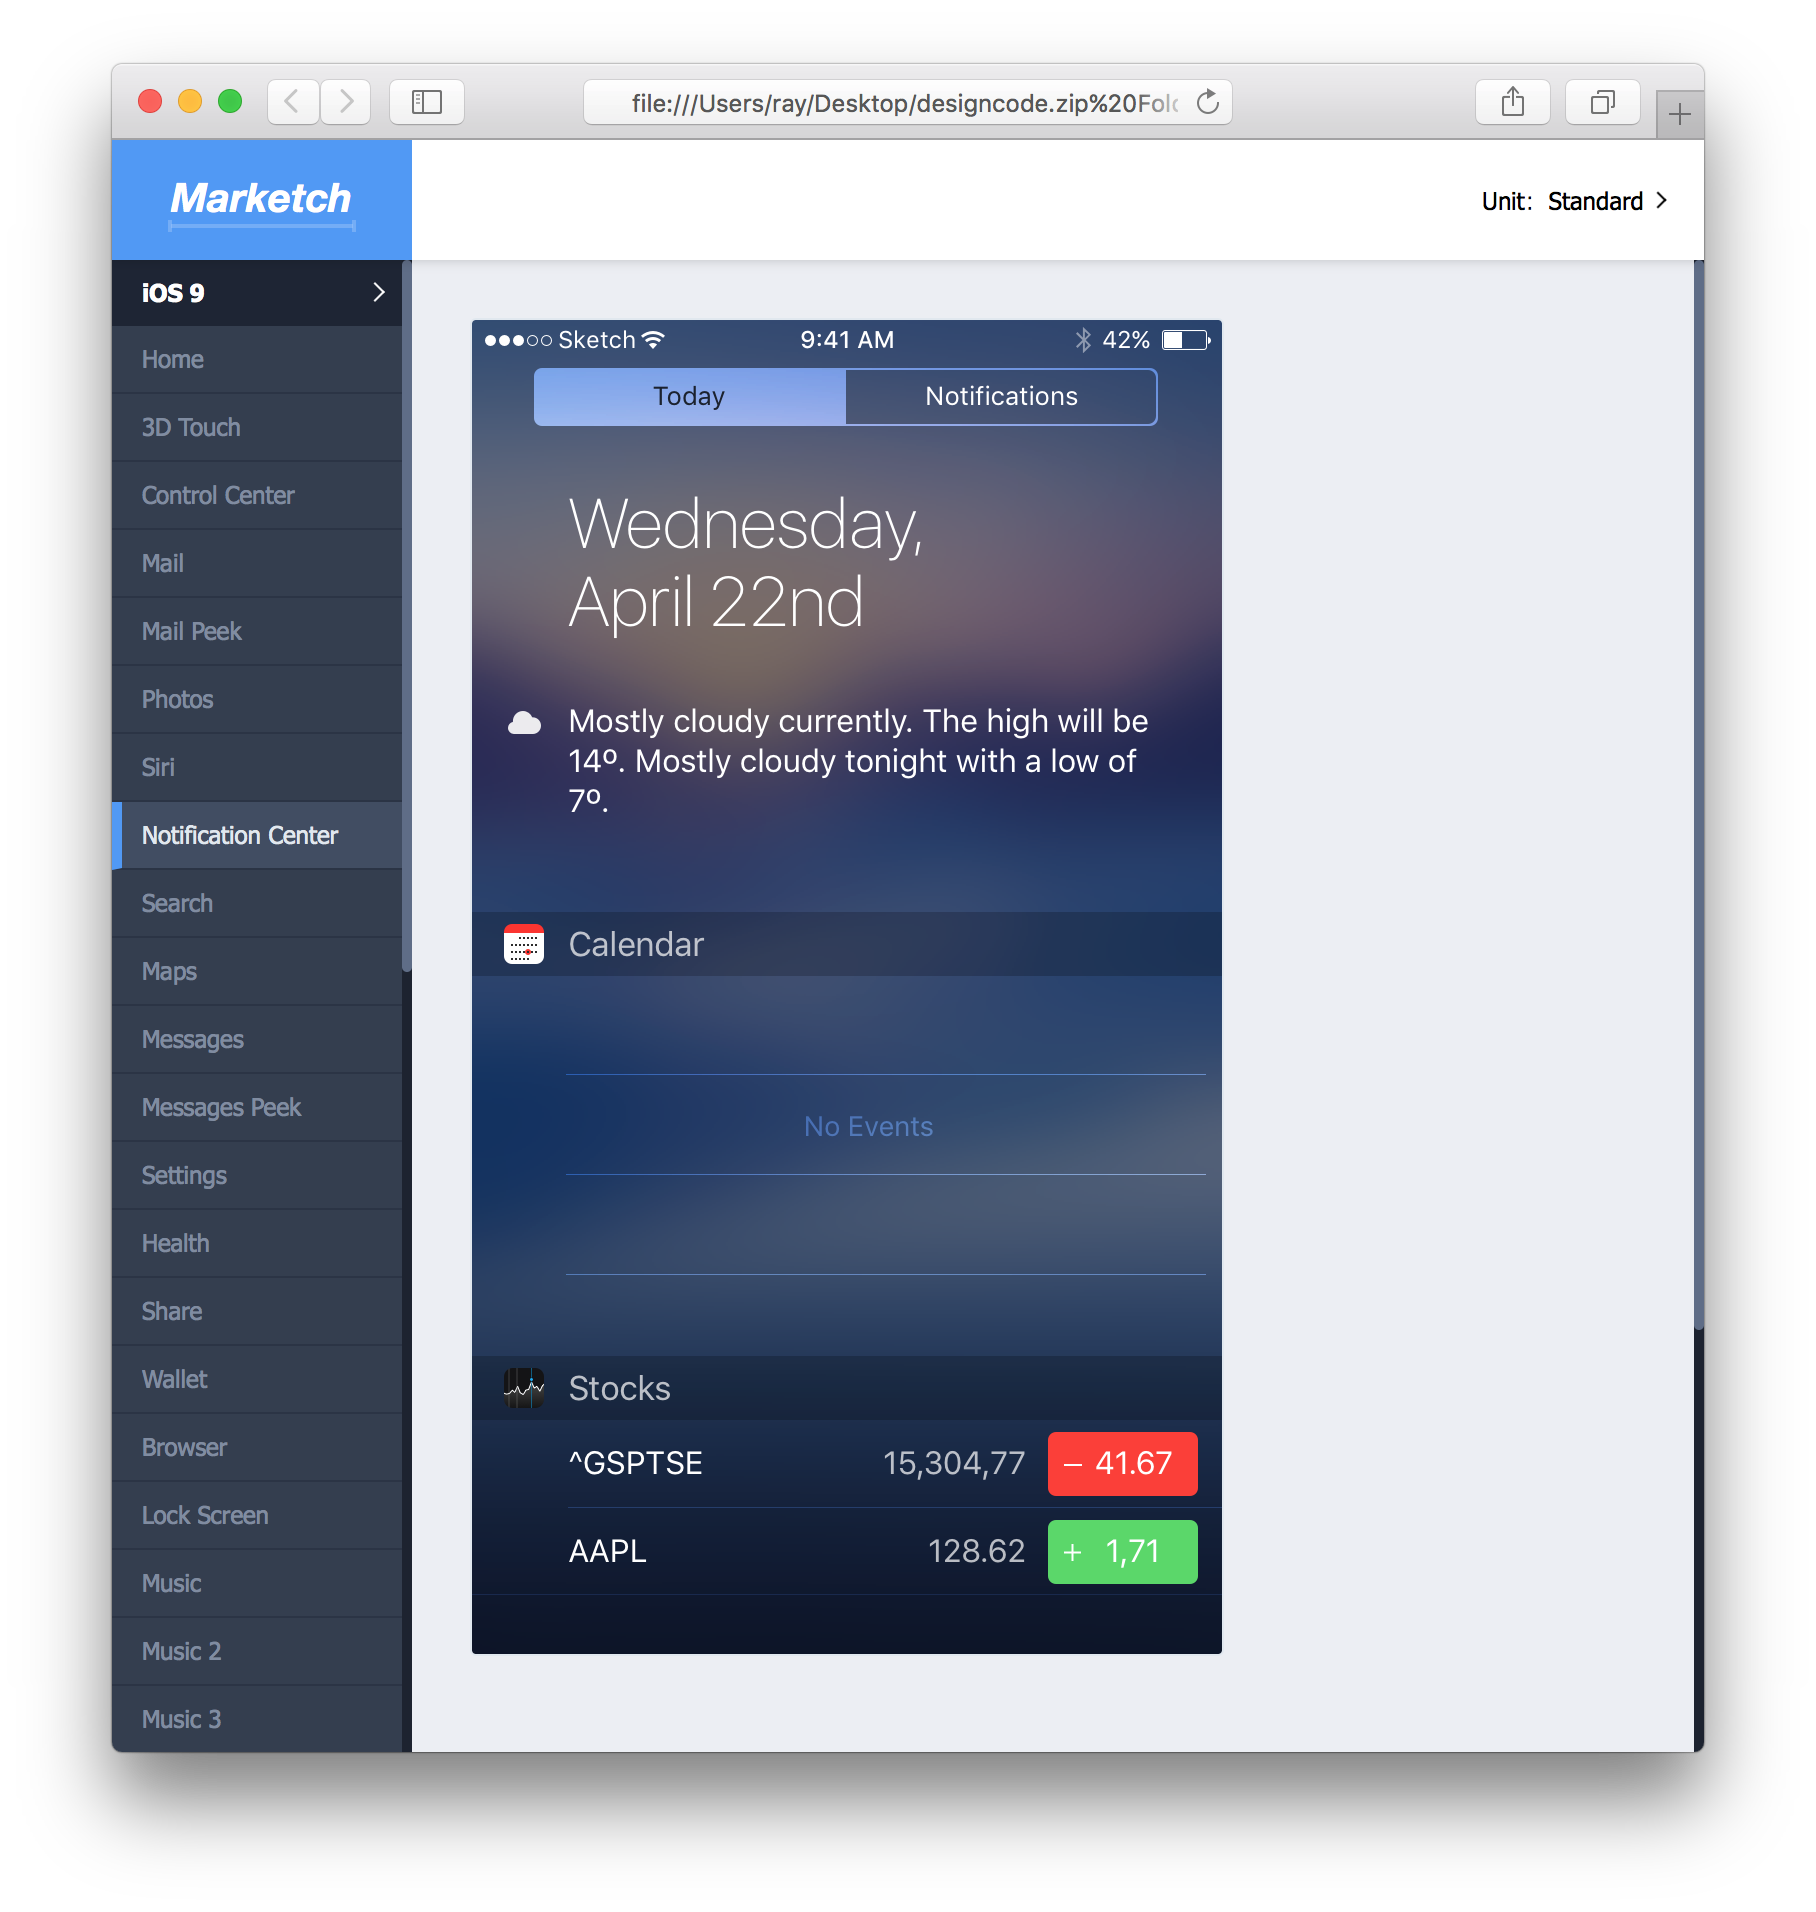 file:///Users/ray/Desktop/designcode.zip%20Fol
Marketch
Unit: Standard
iOS 9
Home
3D Touch
Control Center
Mail
Mail Peek
Photos
Siri
Notification Center
Search
Maps
Messages
Messages Peek
Settings
Health
Share
Wallet
Browser
Lock Screen
Music
Music 2
Music 3
Sketch 9:41 AM 42%
Today Notifications
Wednesday,
April 22nd
Mostly cloudy currently. The high will be
14º. Mostly cloudy tonight with a low of
7º.
Calendar
No Events
Stocks
^GSPTSE 15,304,77 – 41.67
AAPL 128.62 + 1,71